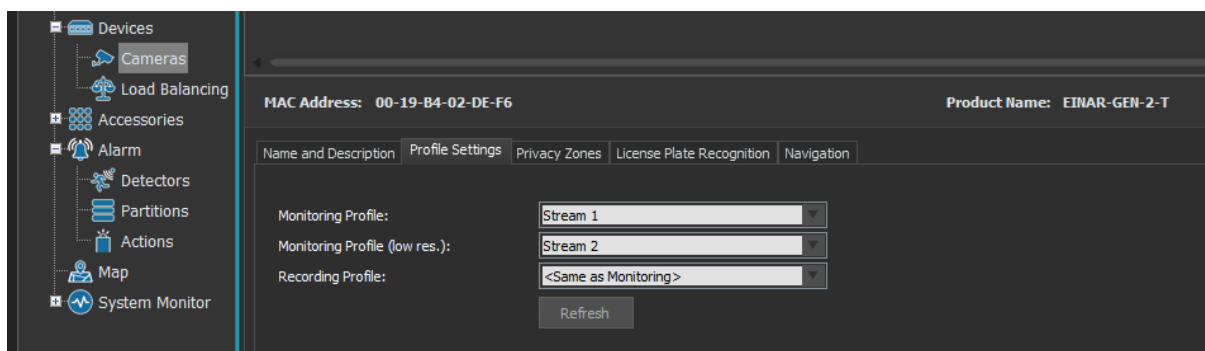 Devices
Cameras
Load Balancing
Accessories
Alarm
Detectors
Partitions
Actions
Map
System Monitor
MAC Address: 00-19-B4-02-DE-F6 Product Name: EINAR-GEN-2-T
Name and Description Profile Settings Privacy Zones License Plate Recognition Navigation
Monitoring Profile: Stream 1
Monitoring Profile (low res.): Stream 2
Recording Profile: <Same as Monitoring>
Refresh